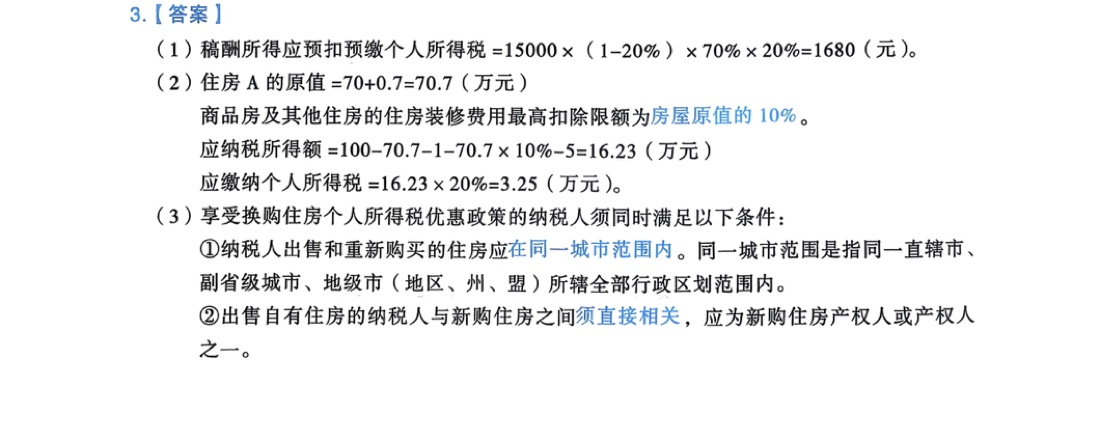 3.【答案】
（1）稿酬所得应预扣预缴个人所得税 =15000×（1-20%）×70%×20%=1680（元）。
（2）住房 A 的原值 =70+0.7=70.7（万元）
商品房及其他住房的住房装修费用最高扣除限额为房屋原值的 10%。
应纳税所得额 =100-70.7-1-70.7×10%-5=16.23（万元）
应缴纳个人所得税 =16.23×20%=3.25（万元）。
（3）享受换购住房个人所得税优惠政策的纳税人须同时满足以下条件：
①纳税人出售和重新购买的住房应在同一城市范围内。同一城市范围是指同一直辖市、
副省级城市、地级市（地区、州、盟）所辖全部行政区划范围内。
②出售自有住房的纳税人与新购住房之间须直接相关，应为新购住房产权人或产权人
之一。